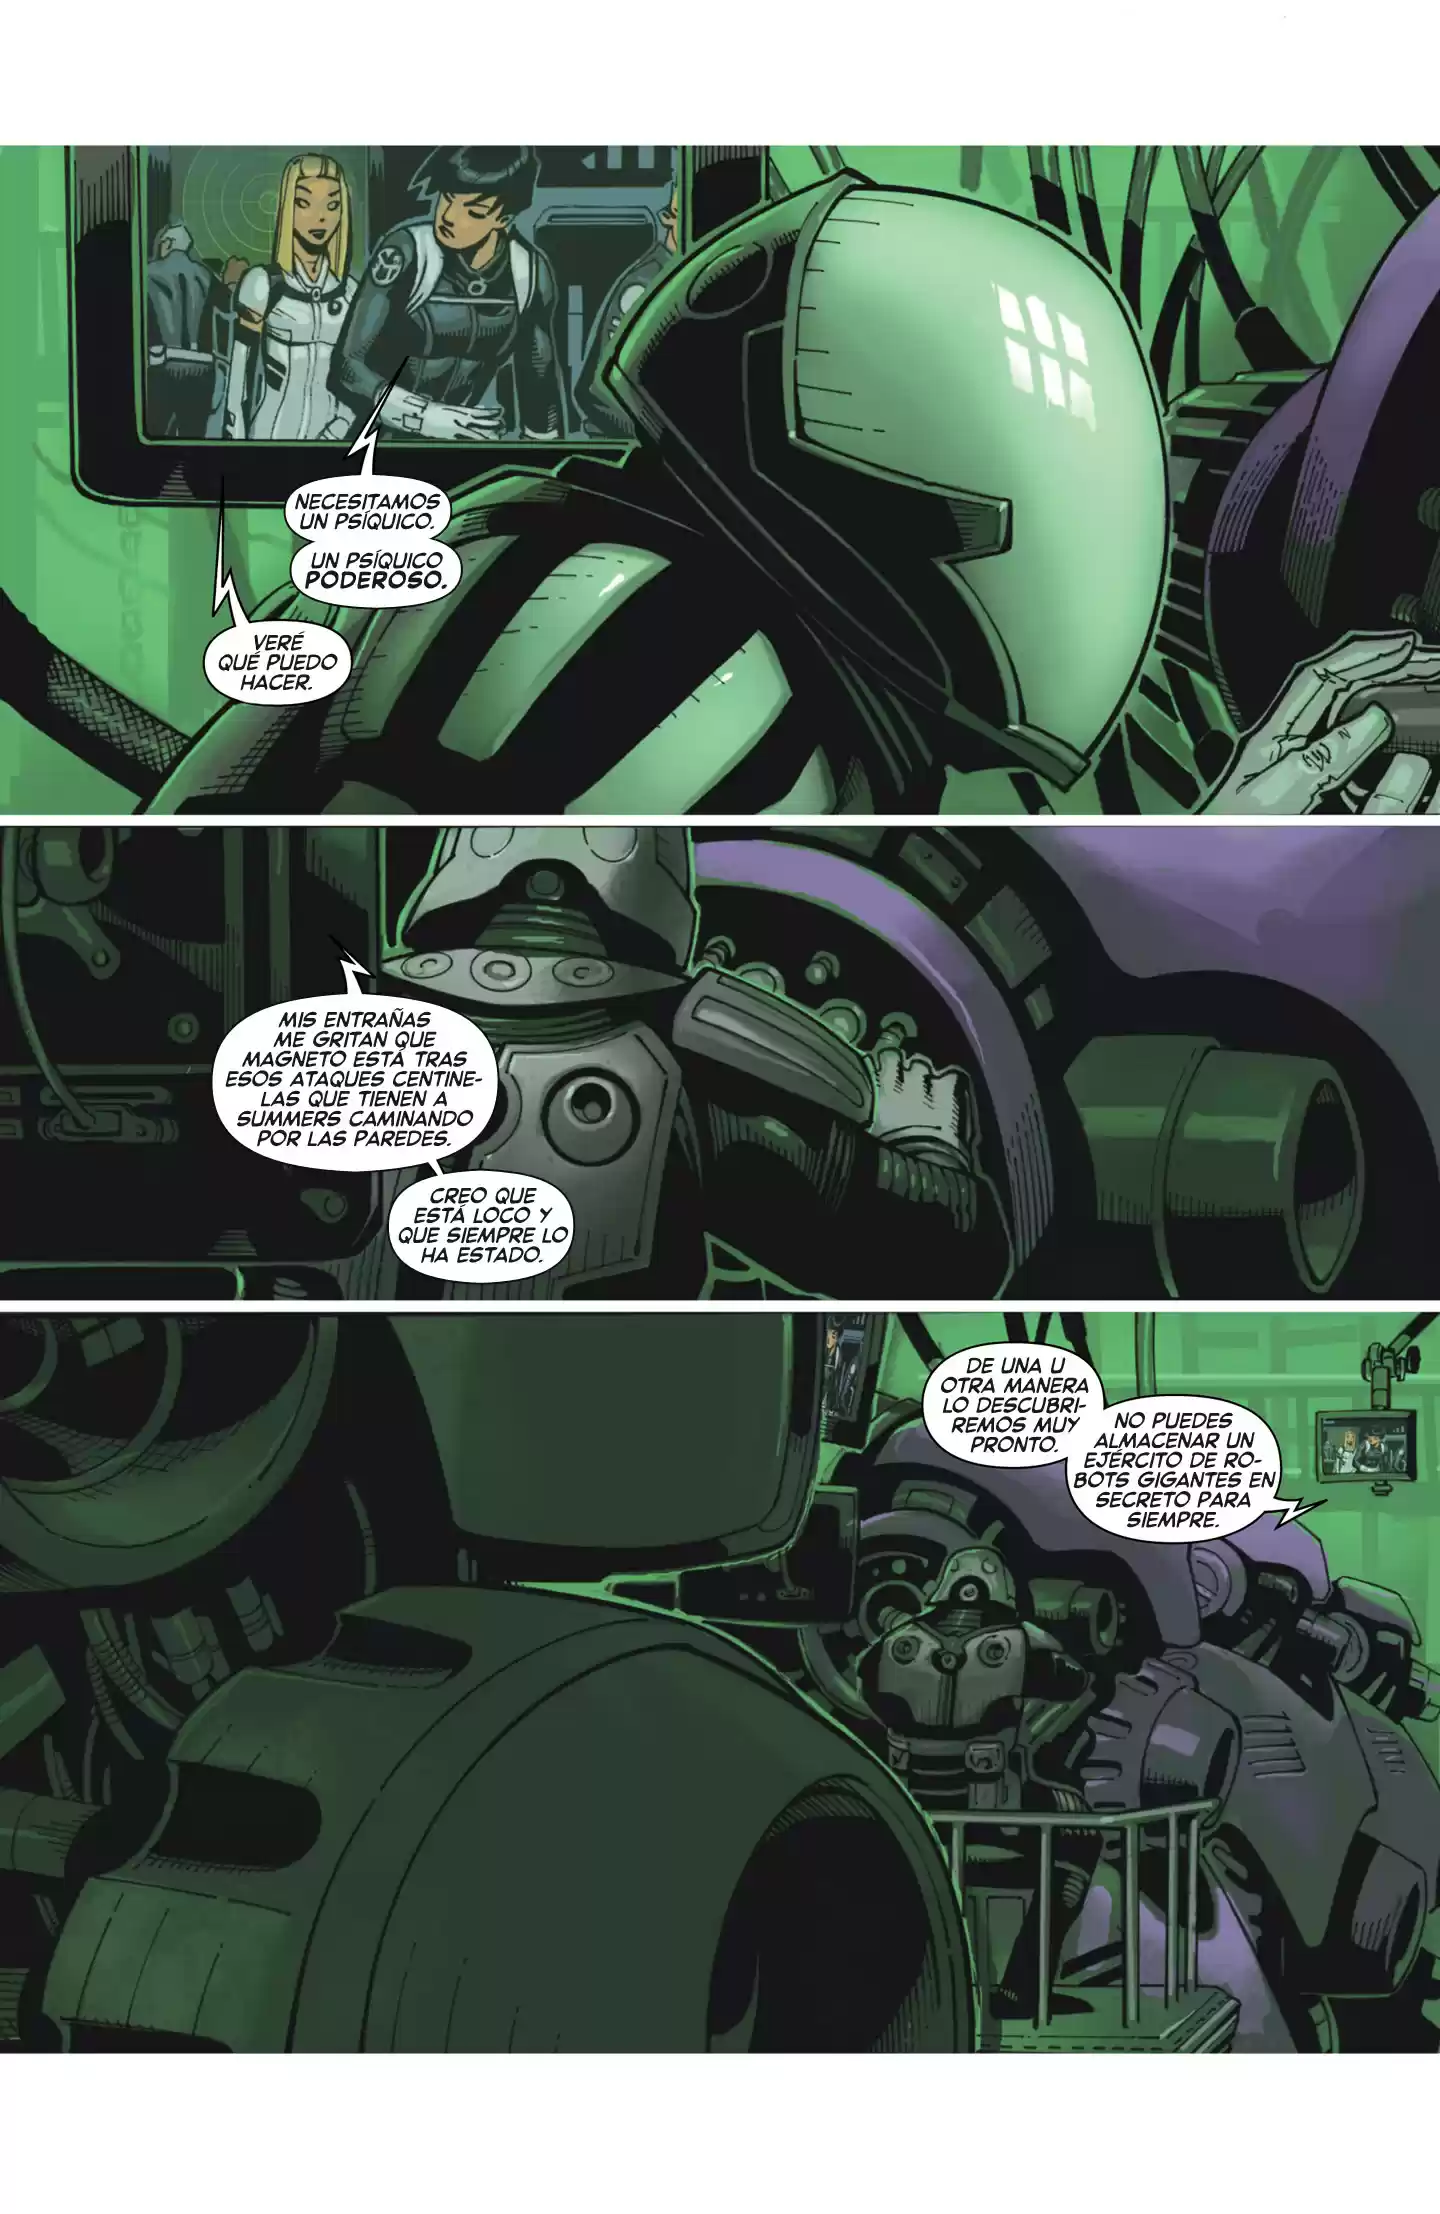 NECESITAMOS
UN PSÍQUICO.
UN PSÍQUICO
PODEROSO.
VERÉ
QUÉ PUEDO
HACER.
MIS ENTRAÑAS
ME GRITAN QUE
MAGNETO ESTÁ TRAS
ESOS ATAQUES CENTINE-
LAS QUE TIENEN A
SUMMERS CAMINANDO
POR LAS PAREDES.
CREO QUE
ESTÁ LOCO Y
QUE SIEMPRE LO
HA ESTADO.
DE UNA U
OTRA MANERA
LO DESCUBRI-
REMOS MUY
PRONTO.
NO PUEDES
ALMACENAR UN
EJÉRCITO DE RO-
BOTS GIGANTES EN
SECRETO PARA
SIEMPRE.